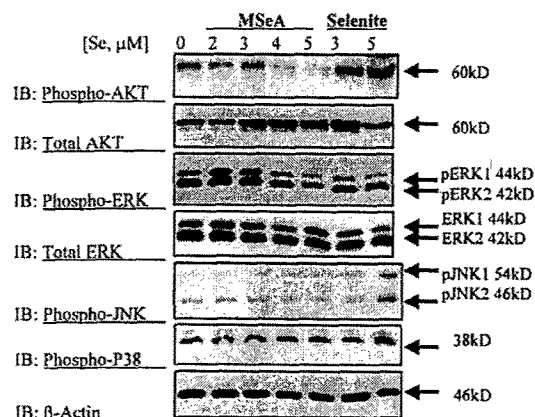 MSeA Selenite
[Se, μM] 0 2 3 4 5 3 5
60kD
IB: Phospho-AKT
60kD
IB: Total AKT
pERK1 44kD
pERK2 42kD
IB: Phospho-ERK
ERK1 44kD
ERK2 42kD
IB: Total ERK
pJNK1 54kD
pJNK2 46kD
IB: Phospho-JNK
38kD
IB: Phospho-P38
46kD
IB: β-Actin